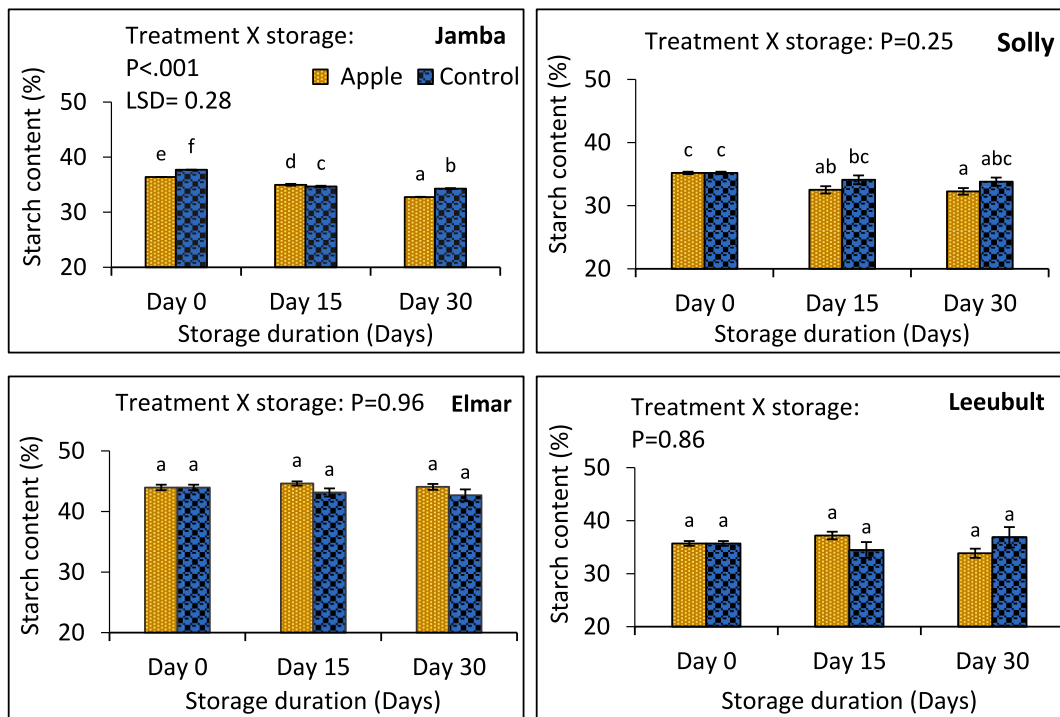 Treatment X storage:
P<.001
LSD= 0.28
Jamba
Apple Control
Starch content (%)
50
40
30
20
e f d c a b
Day 0 Day 15 Day 30
Storage duration (Days)
Treatment X storage: P=0.25
Solly
Starch content (%)
50
40
30
20
c c ab bc a abc
Day 0 Day 15 Day 30
Storage duration (Days)
Treatment X storage: P=0.96
Elmar
Starch content (%)
50
40
30
20
a a a a a a
Day 0 Day 15 Day 30
Storage duration (Days)
Treatment X storage:
P=0.86
Leeubult
Starch content (%)
50
40
30
20
a a a a a a
Day 0 Day 15 Day 30
Storage duration (Days)